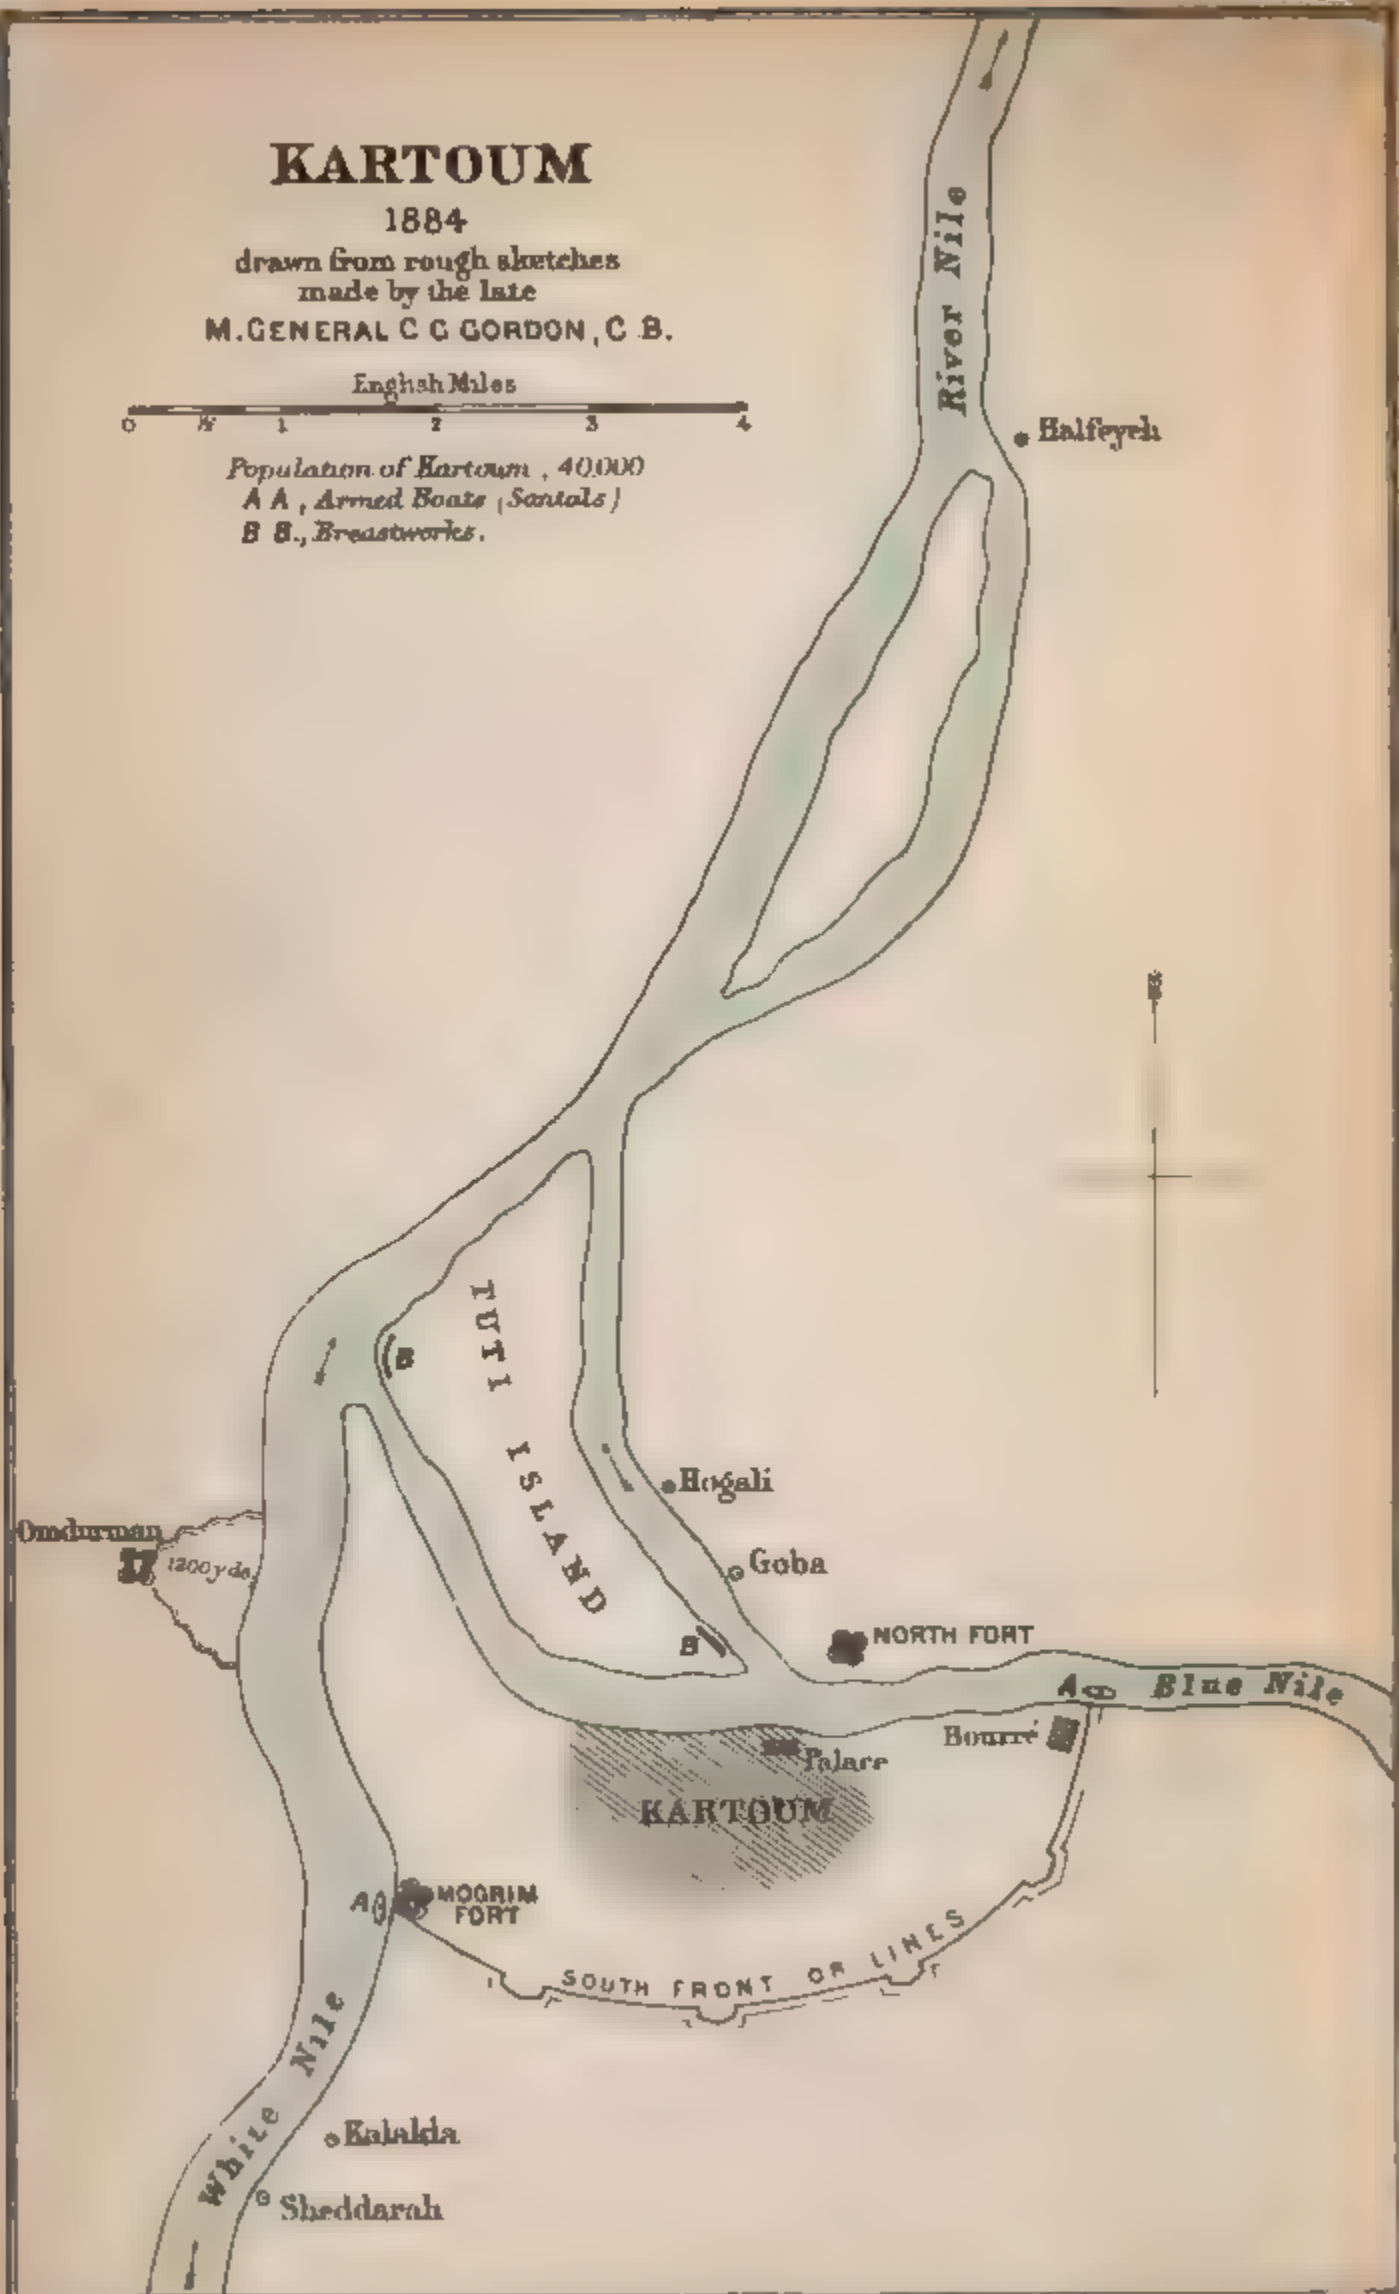 KARTOUM
1884
drawn from rough sketches
made by the late
M.GENERAL C G GORDON, C B.
English Miles
0 ½ 1 2 3 4
Population of Kartoum, 40,000
A A, Armed Boats (Santals)
B B., Breastworks.
River Nile
Halfeyeh
N
TUTI ISLAND
B
Hogali
Omdurman
1200 yds.
Goba
B
NORTH FORT
A
Blue Nile
Bourré
Palace
KARTOUM
A
MOGRIM
FORT
SOUTH FRONT OR LINES
White Nile
Kalakla
Sheddarah